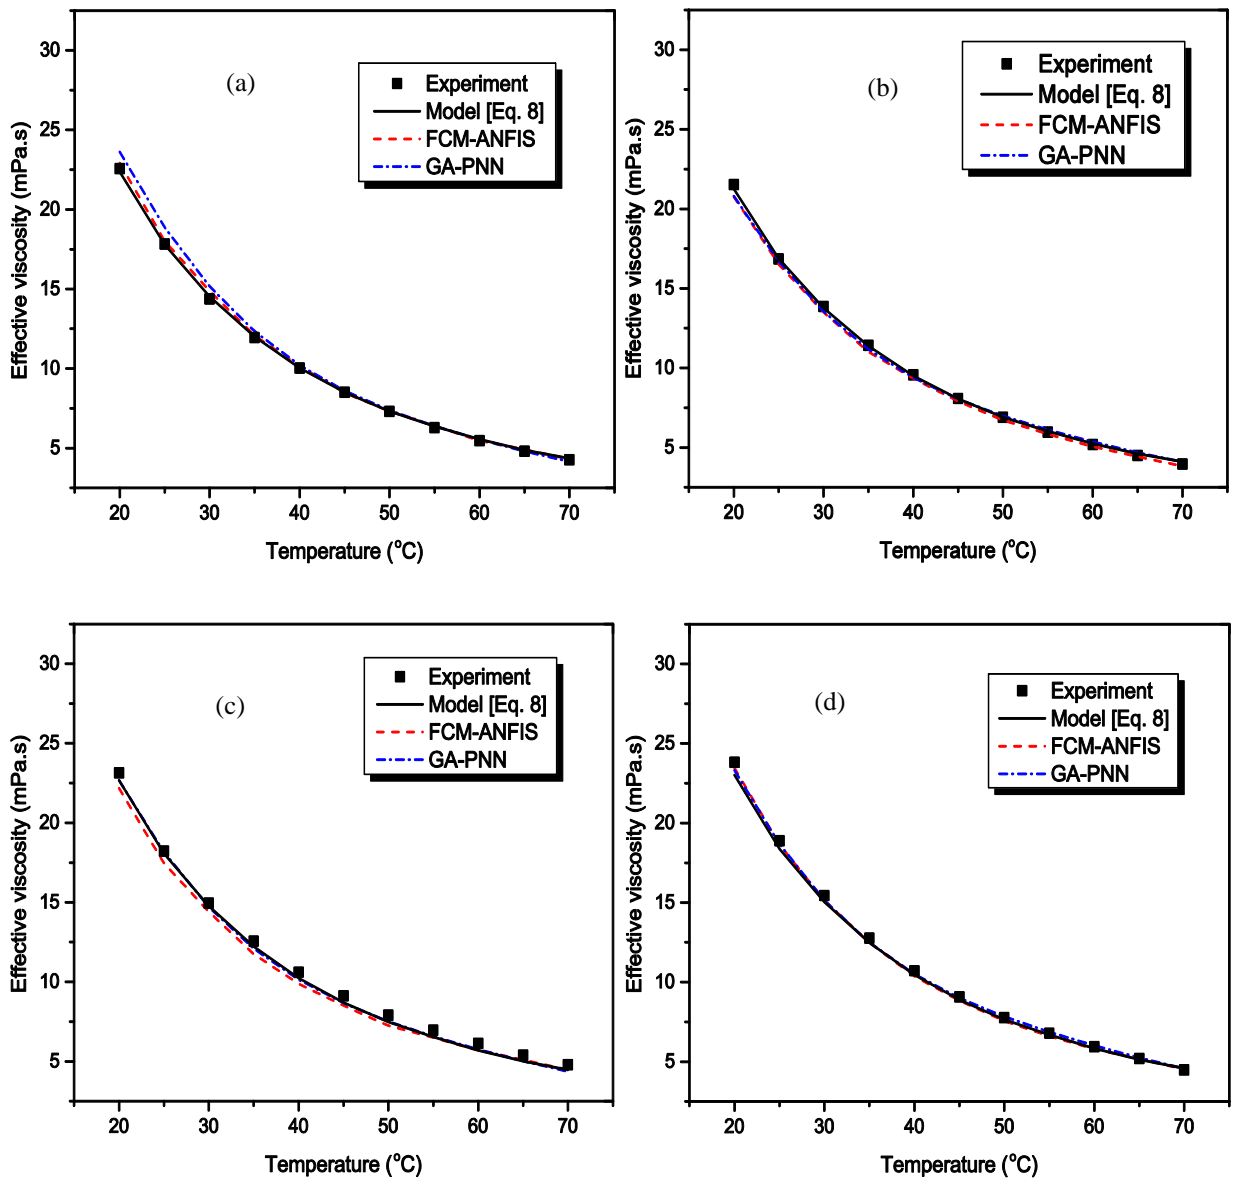 (a)
Experiment
Model [Eq. 8]
FCM-ANFIS
GA-PNN
30
25
20
15
10
5
Effective viscosity (mPa.s)
20
30
40
50
60
70
Temperature (°C)
(b)
Experiment
Model [Eq. 8]
FCM-ANFIS
GA-PNN
30
25
20
15
10
5
Effective viscosity (mPa.s)
20
30
40
50
60
70
Temperature (°C)
(c)
Experiment
Model [Eq. 8]
FCM-ANFIS
GA-PNN
30
25
20
15
10
5
Effective viscosity (mPa.s)
20
30
40
50
60
70
Temperature (°C)
(d)
Experiment
Model [Eq. 8]
FCM-ANFIS
GA-PNN
30
25
20
15
10
5
Effective viscosity (mPa.s)
20
30
40
50
60
70
Temperature (°C)